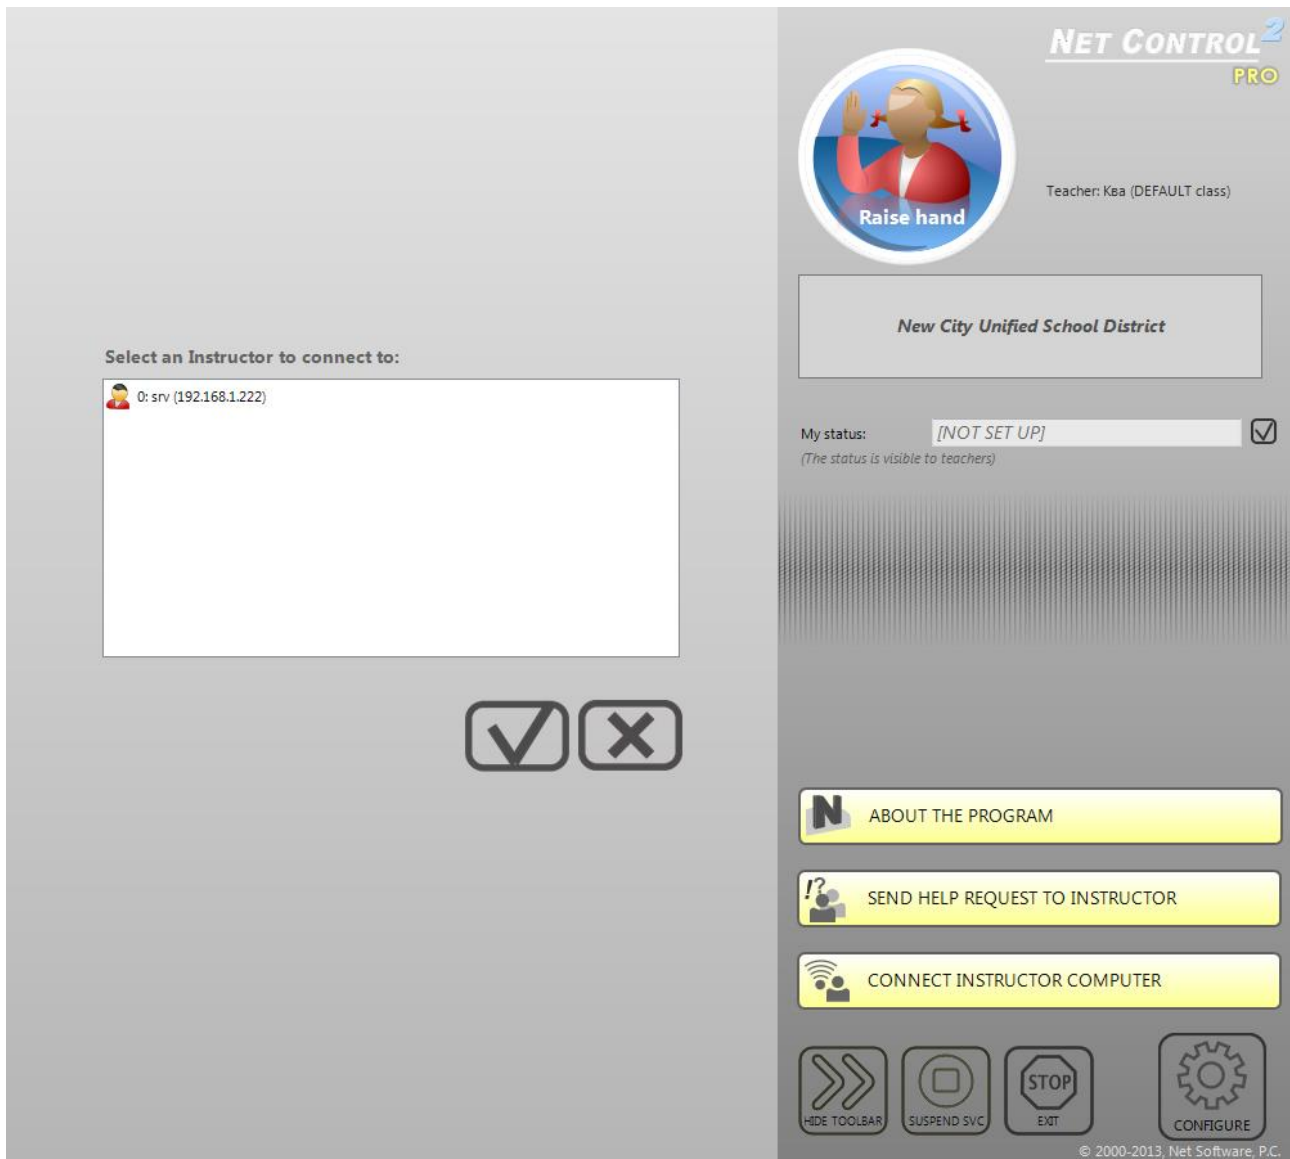 NET CONTROL 2
PRO
Raise hand
Teacher: Ква (DEFAULT class)
New City Unified School District
Select an Instructor to connect to:
0: srv (192.168.1.222)
My status: [NOT SET UP]
(The status is visible to teachers)
N ABOUT THE PROGRAM
!? SEND HELP REQUEST TO INSTRUCTOR
CONNECT INSTRUCTOR COMPUTER
STOP
HIDE TOOLBAR SUSPEND SVC EXIT CONFIGURE
© 2000-2013, Net Software, P.C.